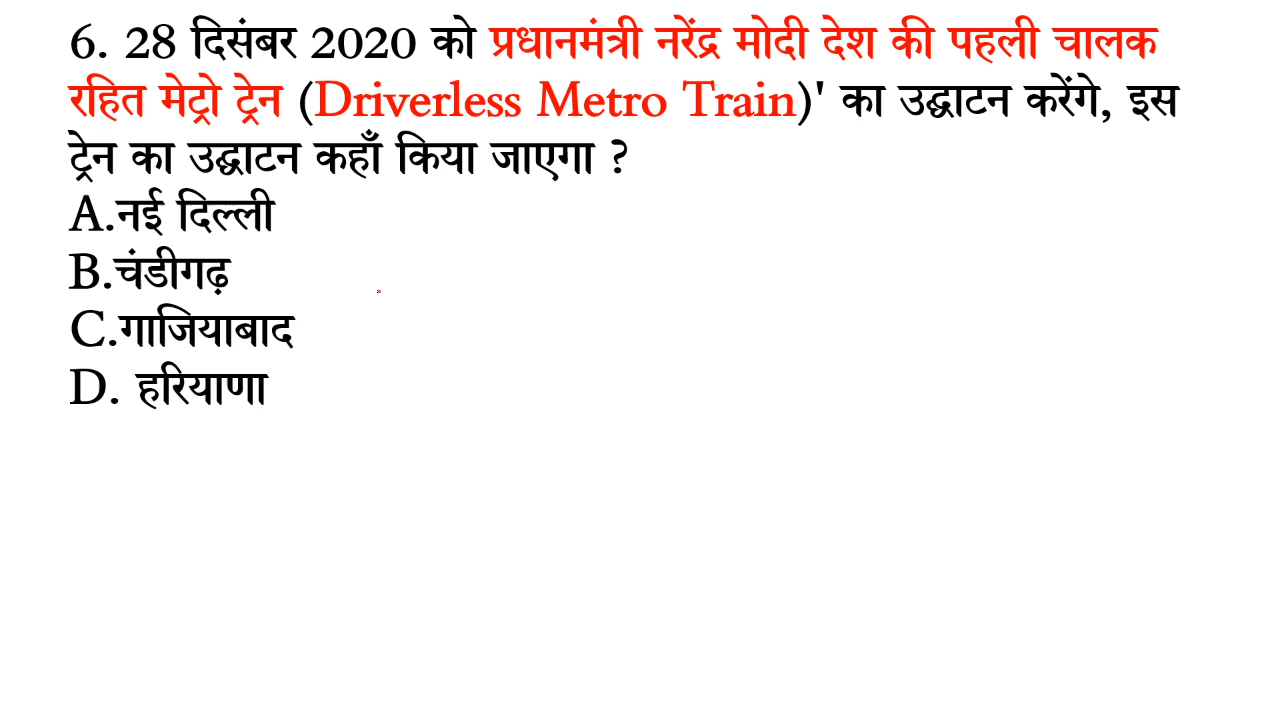 6. 28 दिसंबर 2020 को प्रधानमंत्री नरेंद्र मोदी देश की पहली चालक
रहित मेट्रो ट्रेन (Driverless Metro Train)' का उद्घाटन करेंगे, इस
ट्रेन का उद्घाटन कहाँ किया जाएगा ?
A.नई दिल्ली
B.चंडीगढ़
C.गाजियाबाद
D. हरियाणा